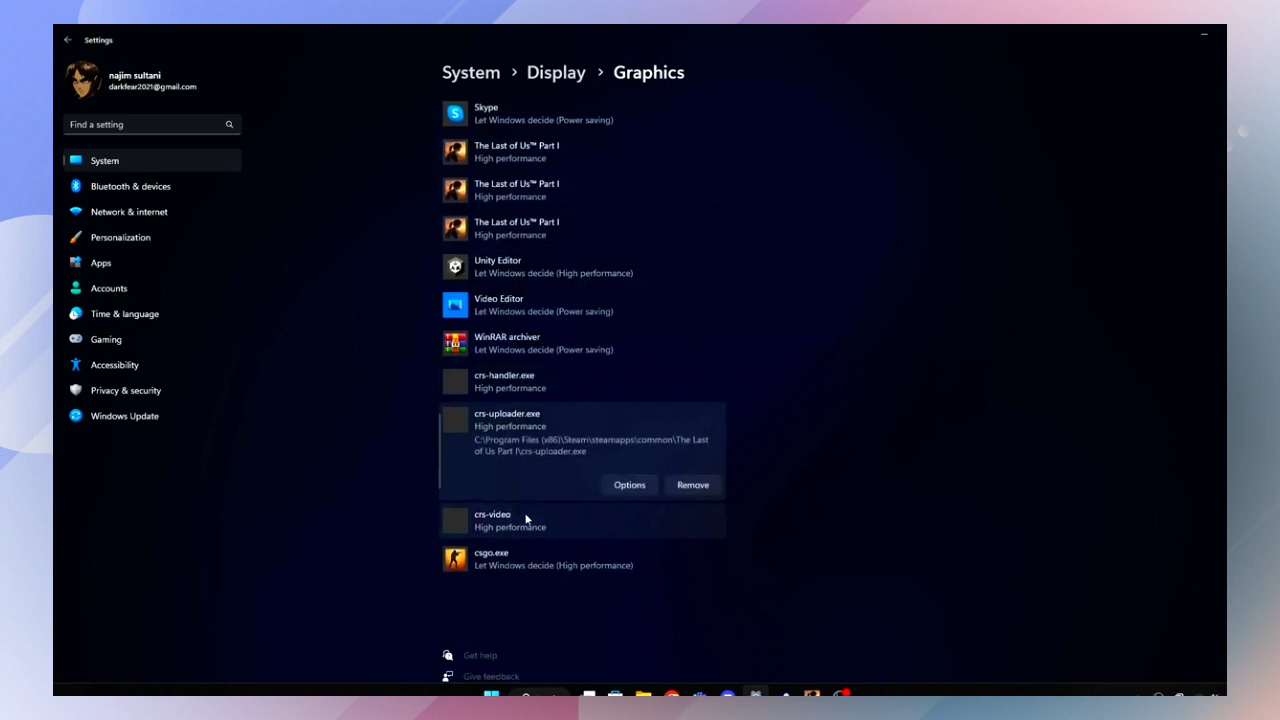 Settings
najim sultani
darkfear2021@gmail.com
Find a setting
System
Bluetooth & devices
Network & internet
Personalization
Apps
Accounts
Time & language
Gaming
Accessibility
Privacy & security
Windows Update
System > Display > Graphics
Skype
Let Windows decide (Power saving)
The Last of Us™ Part I
High performance
The Last of Us™ Part I
High performance
The Last of Us™ Part I
High performance
Unity Editor
Let Windows decide (High performance)
Video Editor
Let Windows decide (Power saving)
WinRAR archiver
Let Windows decide (Power saving)
crs-handler.exe
High performance
crs-uploader.exe
High performance
C:\Program Files (x86)\Steam\steamapps\common\The Last
of Us Part I\crs-uploader.exe
Options Remove
crs-video
High performance
csgo.exe
Let Windows decide (High performance)
Get help
Give feedback